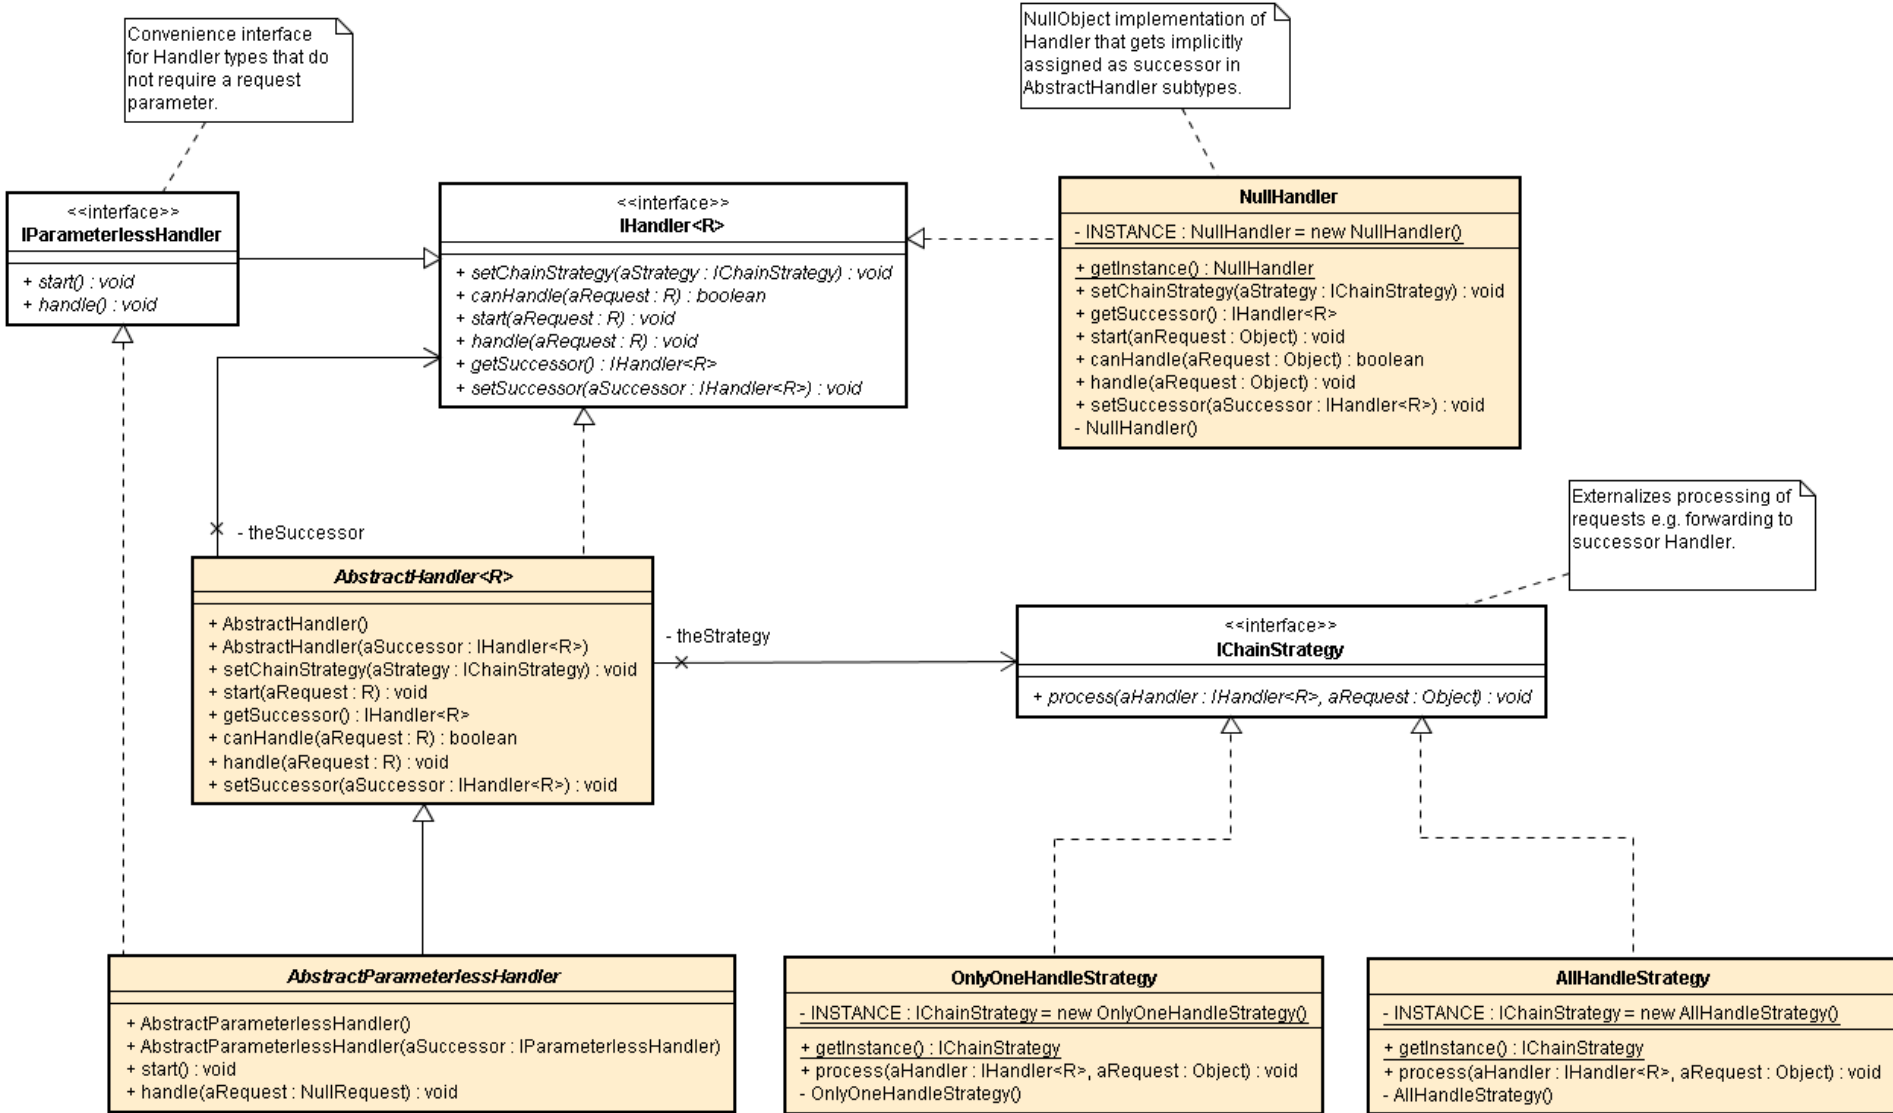 Convenience interface
for Handler types that do
not require a request
parameter.
NullObject implementation of
Handler that gets implicitly
assigned as successor in
AbstractHandler subtypes.
<<interface>>
IParameterlessHandler
+ start() : void
+ handle() : void
<<interface>>
IHandler<R>
+ setChainStrategy(aStrategy : IChainStrategy) : void
+ canHandle(aRequest : R) : boolean
+ start(aRequest : R) : void
+ handle(aRequest : R) : void
+ getSuccessor() : IHandler<R>
+ setSuccessor(aSuccessor : IHandler<R>) : void
NullHandler
- INSTANCE : NullHandler = new NullHandler()
+ getInstance() : NullHandler
+ setChainStrategy(aStrategy : IChainStrategy) : void
+ getSuccessor() : IHandler<R>
+ start(anRequest : Object) : void
+ canHandle(aRequest : Object) : boolean
+ handle(aRequest : Object) : void
+ setSuccessor(aSuccessor : IHandler<R>) : void
- NullHandler()
Externalizes processing of
requests e.g. forwarding to
successor Handler.
- theSuccessor
AbstractHandler<R>
+ AbstractHandler()
+ AbstractHandler(aSuccessor : IHandler<R>)
+ setChainStrategy(aStrategy : IChainStrategy) : void
+ start(aRequest : R) : void
+ getSuccessor() : IHandler<R>
+ canHandle(aRequest : R) : boolean
+ handle(aRequest : R) : void
+ setSuccessor(aSuccessor : IHandler<R>) : void
- theStrategy
<<interface>>
IChainStrategy
+ process(aHandler : IHandler<R>, aRequest : Object) : void
AbstractParameterlessHandler
+ AbstractParameterlessHandler()
+ AbstractParameterlessHandler(aSuccessor : IParameterlessHandler)
+ start() : void
+ handle(aRequest : NullRequest) : void
OnlyOneHandleStrategy
- INSTANCE : IChainStrategy = new OnlyOneHandleStrategy()
+ getInstance() : IChainStrategy
+ process(aHandler : IHandler<R>, aRequest : Object) : void
- OnlyOneHandleStrategy()
AllHandleStrategy
- INSTANCE : IChainStrategy = new AllHandleStrategy()
+ getInstance() : IChainStrategy
+ process(aHandler : IHandler<R>, aRequest : Object) : void
- AllHandleStrategy()